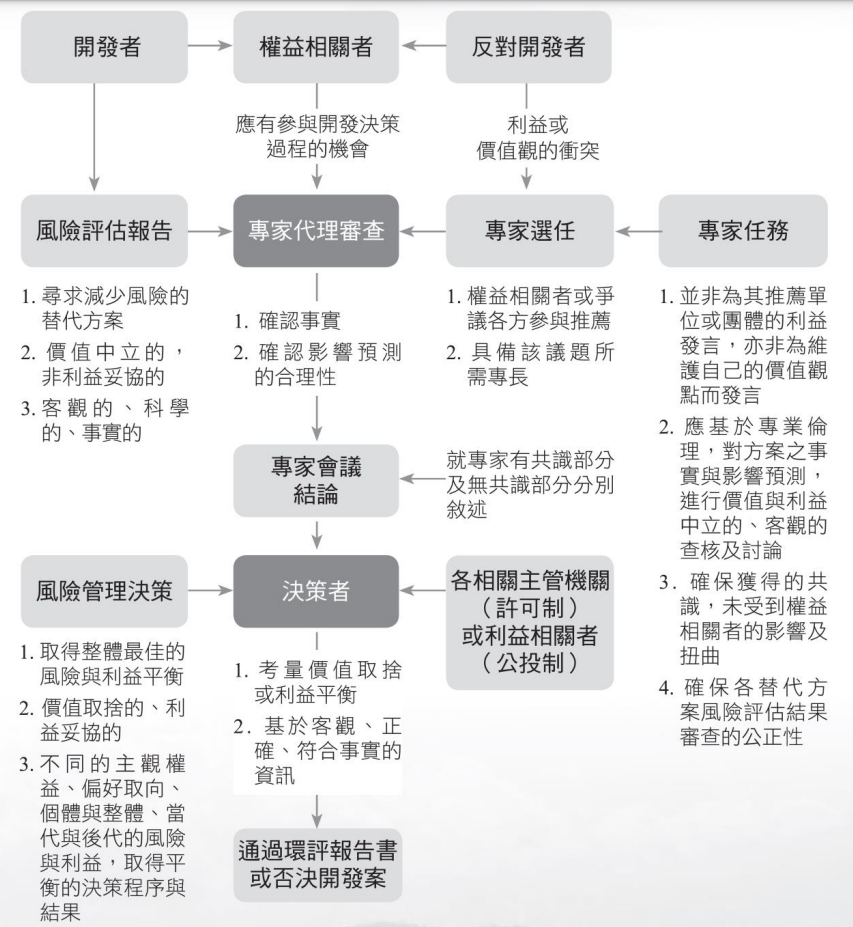 開發者
權益相關者
反對開發者
應有參與開發決策
過程的機會
利益或
價值觀的衝突
風險評估報告
專家代理審查
專家選任
專家任務
1. 尋求減少風險的
替代方案
2. 價值中立的，
非利益妥協的
3. 客觀的、科學
的、事實的
1. 確認事實
2. 確認影響預測
的合理性
1. 權益相關者或爭
議各方參與推薦
2. 具備該議題所
需專長
1. 並非為其推薦單
位或團體的利益
發言，亦非為維
護自己的價值觀
點而發言
2. 應基於專業倫
理，對方案之事
實與影響預測，
進行價值與利益
中立的、客觀的
查核及討論
3. 確保獲得的共
識，未受到權益
相關者的影響及
扭曲
4. 確保各替代方
案風險評估結果
審查的公正性
專家會議
結論
就專家有共識部分
及無共識部分分別
敘述
風險管理決策
決策者
各相關主管機關
（許可制）
或利益相關者
（公投制）
1. 取得整體最佳的
風險與利益平衡
2. 價值取捨的、利
益妥協的
3. 不同的主觀權
益、偏好取向、
個體與整體、當
代與後代的風險
與利益，取得平
衡的決策程序與
結果
1. 考量價值取捨
或利益平衡
2. 基於客觀、正
確、符合事實的
資訊
通過環評報告書
或否決開發案